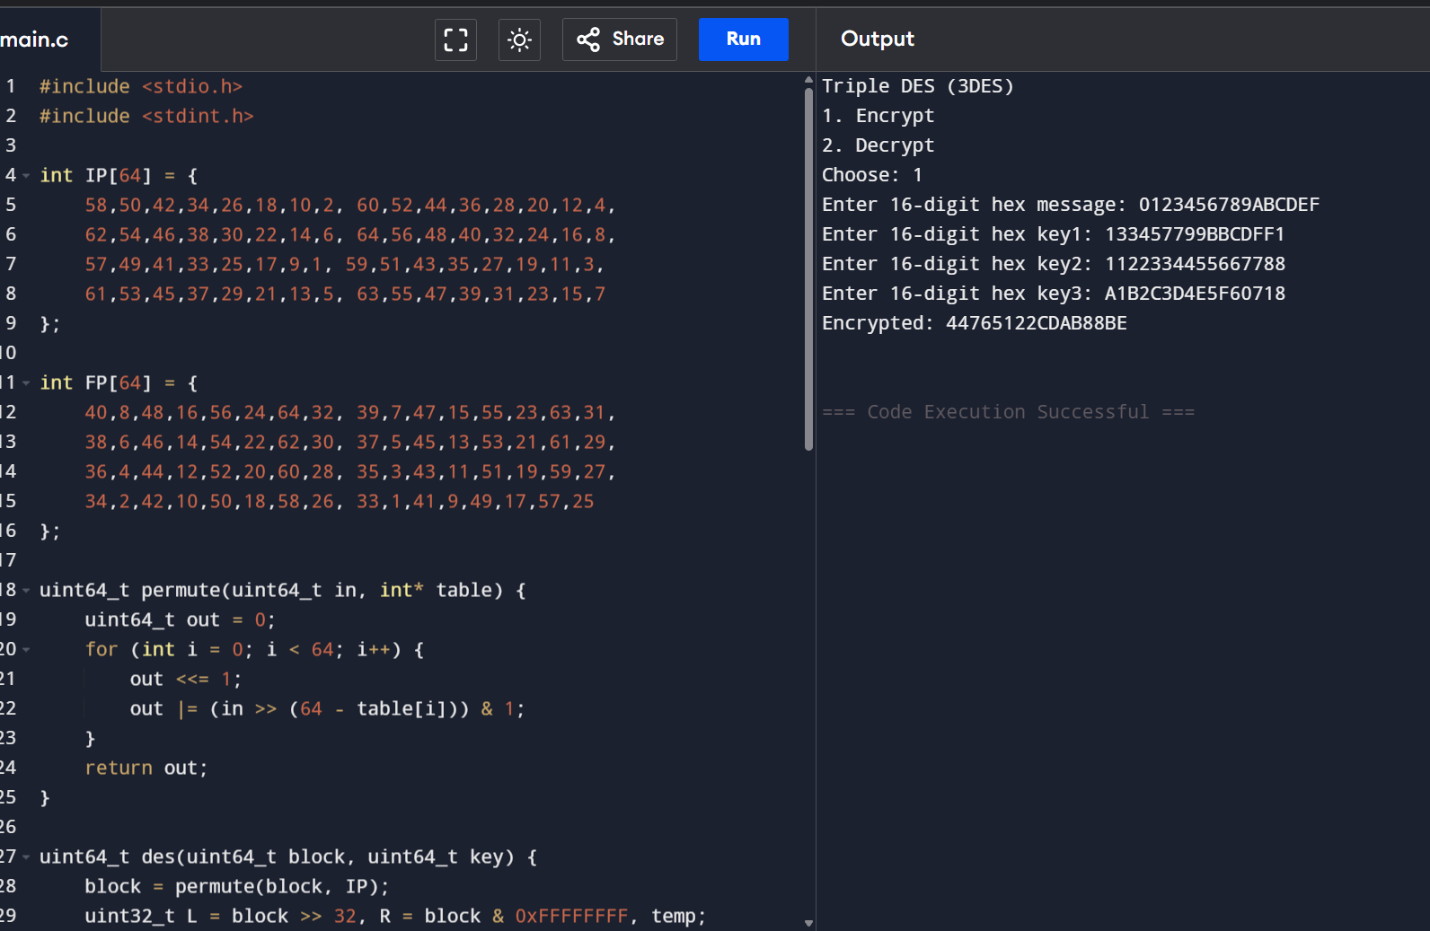 main.c
Share
Run
Output
1 #include <stdio.h>
2 #include <stdint.h>
3
4 int IP[64] = {
5     58,50,42,34,26,18,10,2, 60,52,44,36,28,20,12,4,
6     62,54,46,38,30,22,14,6, 64,56,48,40,32,24,16,8,
7     57,49,41,33,25,17,9,1, 59,51,43,35,27,19,11,3,
8     61,53,45,37,29,21,13,5, 63,55,47,39,31,23,15,7
9 };
10
11 int FP[64] = {
12     40,8,48,16,56,24,64,32, 39,7,47,15,55,23,63,31,
13     38,6,46,14,54,22,62,30, 37,5,45,13,53,21,61,29,
14     36,4,44,12,52,20,60,28, 35,3,43,11,51,19,59,27,
15     34,2,42,10,50,18,58,26, 33,1,41,9,49,17,57,25
16 };
17
18 uint64_t permute(uint64_t in, int* table) {
19     uint64_t out = 0;
20     for (int i = 0; i < 64; i++) {
21         out <<= 1;
22         out |= (in >> (64 - table[i])) & 1;
23     }
24     return out;
25 }
26
27 uint64_t des(uint64_t block, uint64_t key) {
28     block = permute(block, IP);
29     uint32_t L = block >> 32, R = block & 0xFFFFFFFF, temp;
Triple DES (3DES)
1. Encrypt
2. Decrypt
Choose: 1
Enter 16-digit hex message: 0123456789ABCDEF
Enter 16-digit hex key1: 133457799BBCDFF1
Enter 16-digit hex key2: 1122334455667788
Enter 16-digit hex key3: A1B2C3D4E5F60718
Encrypted: 44765122CDAB88BE
=== Code Execution Successful ===